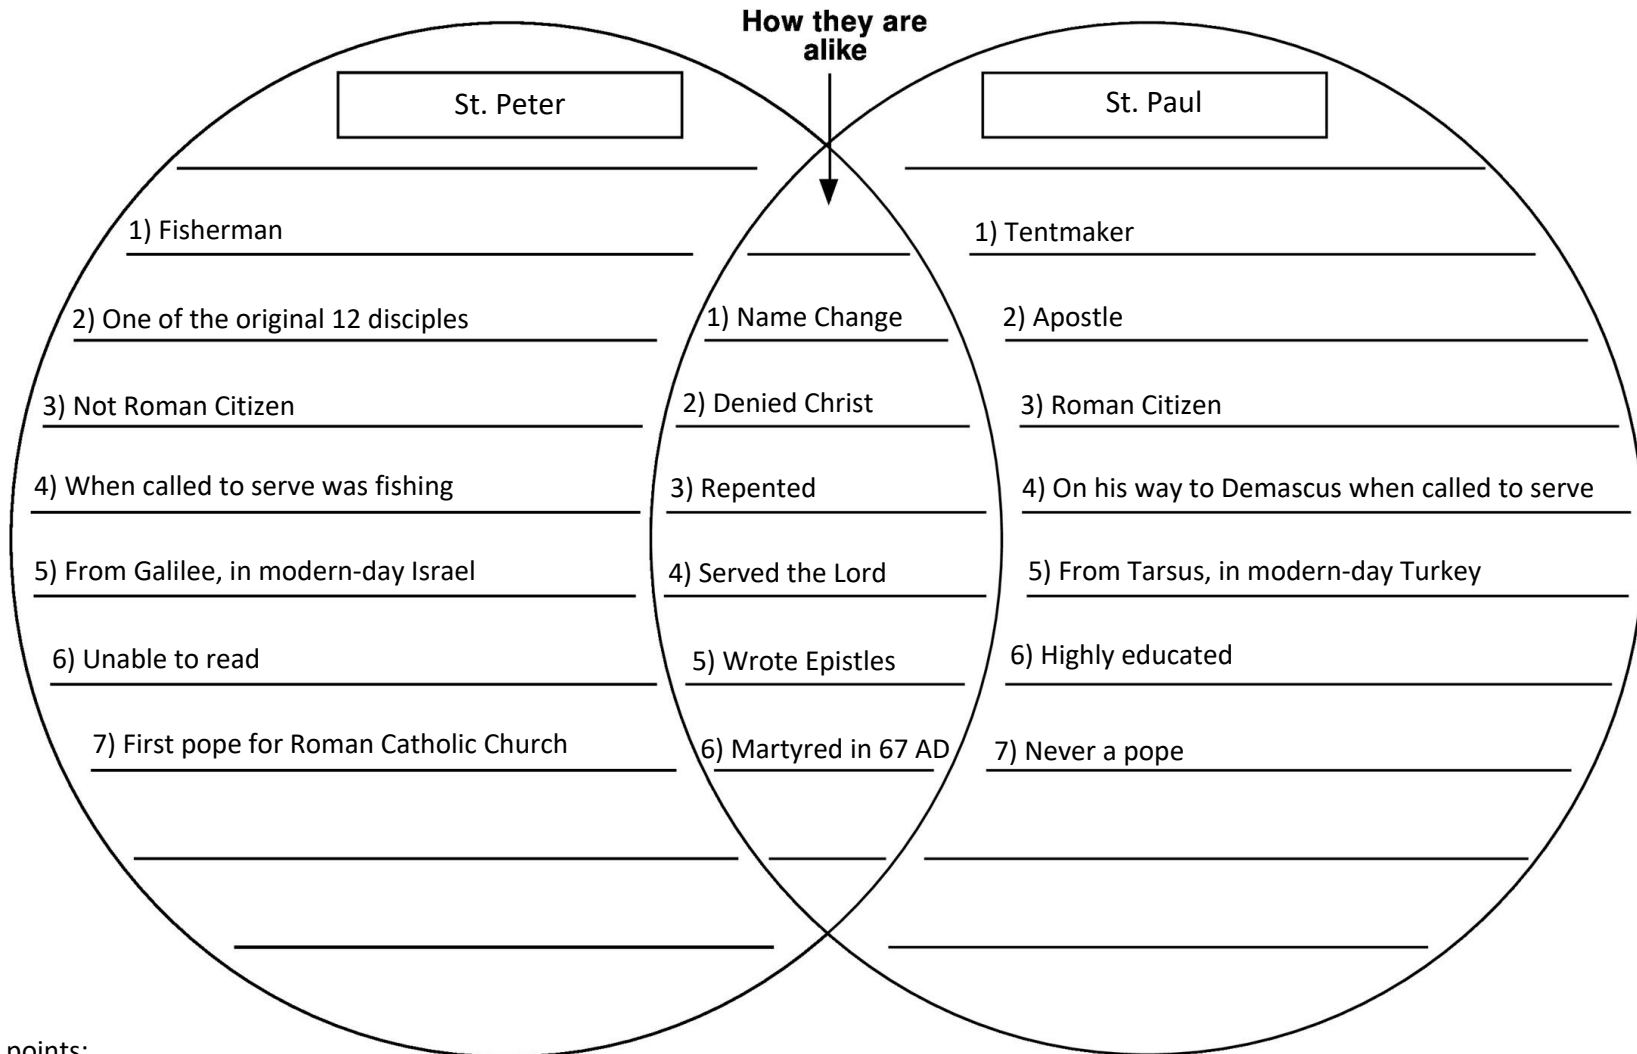 How they are
alike
St. Peter
St. Paul
1) Fisherman
2) One of the original 12 disciples
3) Not Roman Citizen
4) When called to serve was fishing
5) From Galilee, in modern-day Israel
6) Unable to read
7) First pope for Roman Catholic Church
1) Name Change
2) Denied Christ
3) Repented
4) Served the Lord
5) Wrote Epistles
6) Martyred in 67 AD
1) Tentmaker
2) Apostle
3) Roman Citizen
4) On his way to Demascus when called to serve
5) From Tarsus, in modern-day Turkey
6) Highly educated
7) Never a pope
points: